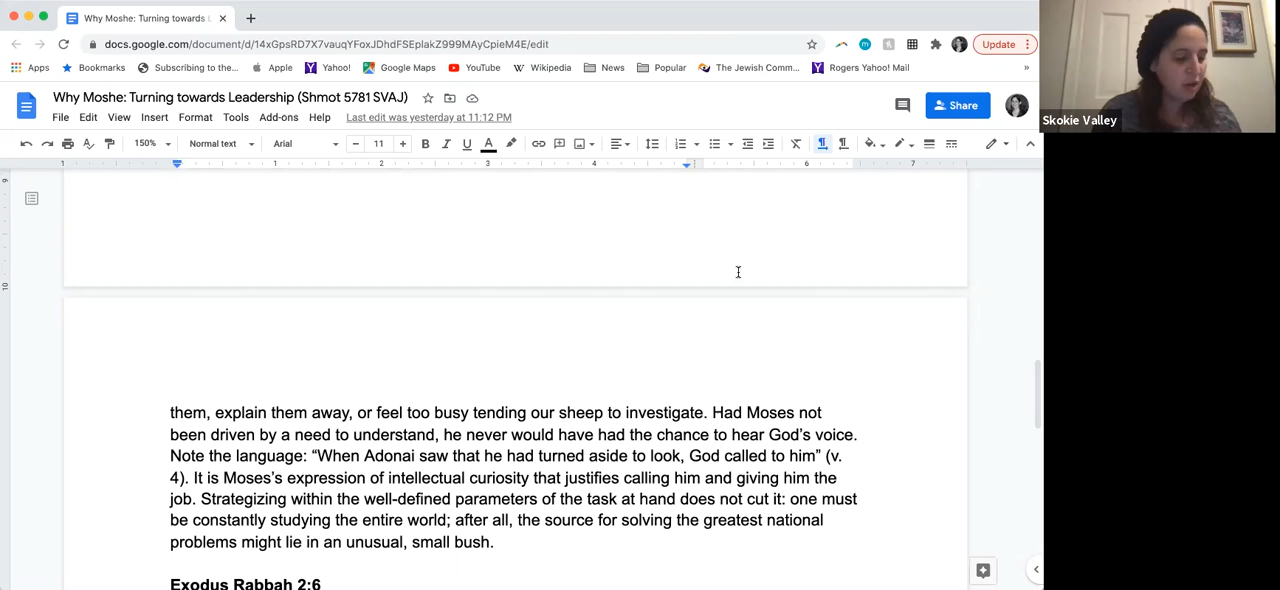 Why Moshe: Turning towards L
docs.google.com/document/d/14xGpsRD7X7vauqYFoxJDhdFSEplakZ999MAyCpieM4E/edit
Update
Apps Bookmarks Subscribing to the... Apple Yahoo! Google Maps YouTube Wikipedia News Popular The Jewish Comm... Rogers Yahoo! Mail »
Why Moshe: Turning towards Leadership (Shmot 5781 SVAJ)
Share
File Edit View Insert Format Tools Add-ons Help Last edit was yesterday at 11:12 PM
150% Normal text Arial 11 B I U A
1 1 2 3 4 6 7
9
10
them, explain them away, or feel too busy tending our sheep to investigate. Had Moses not
been driven by a need to understand, he never would have had the chance to hear God’s voice.
Note the language: “When Adonai saw that he had turned aside to look, God called to him” (v.
4). It is Moses’s expression of intellectual curiosity that justifies calling him and giving him the
job. Strategizing within the well-defined parameters of the task at hand does not cut it: one must
be constantly studying the entire world; after all, the source for solving the greatest national
problems might lie in an unusual, small bush.
Exodus Rabbah 2:6
Skokie Valley